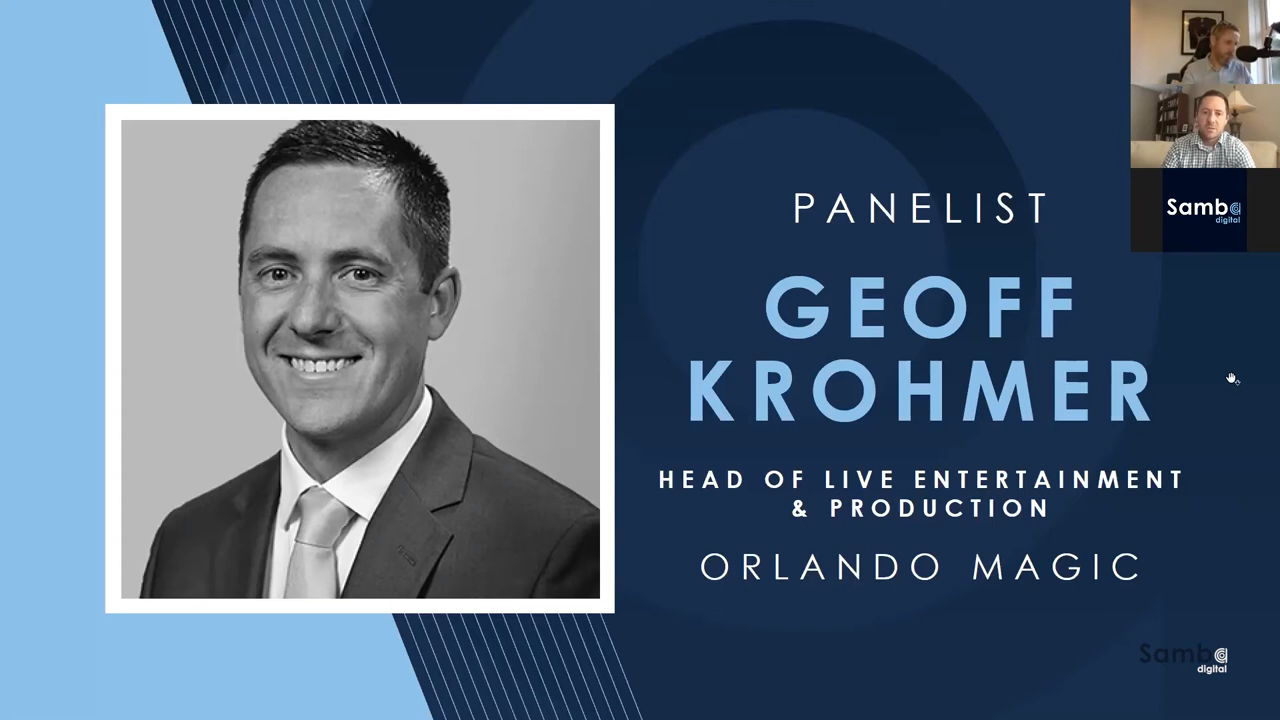 PANELIST
GEOFF
KROHMER
HEAD OF LIVE ENTERTAINMENT
& PRODUCTION
ORLANDO MAGIC
Samba
digital
Samba
digital